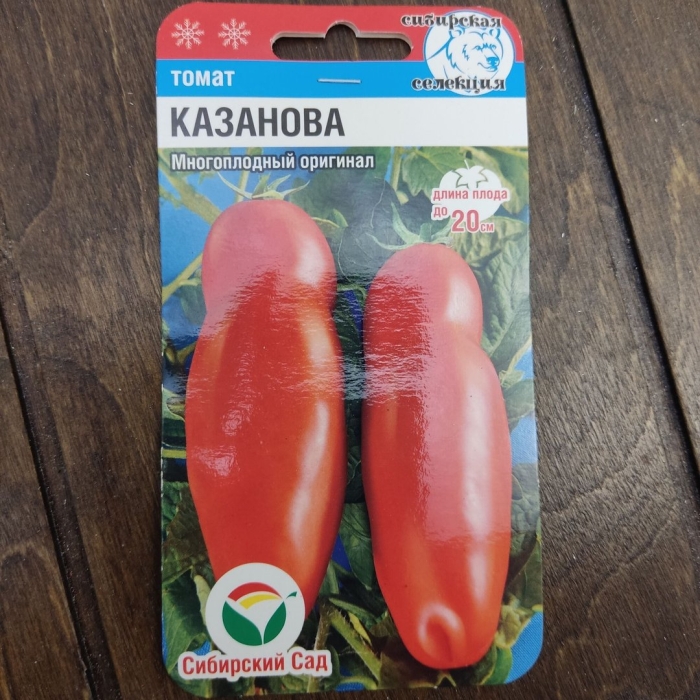 сибирская
селекция
томат
КАЗАНОВА
Многоплодный оригинал
длина плода
до 20 см
Сибирский Сад